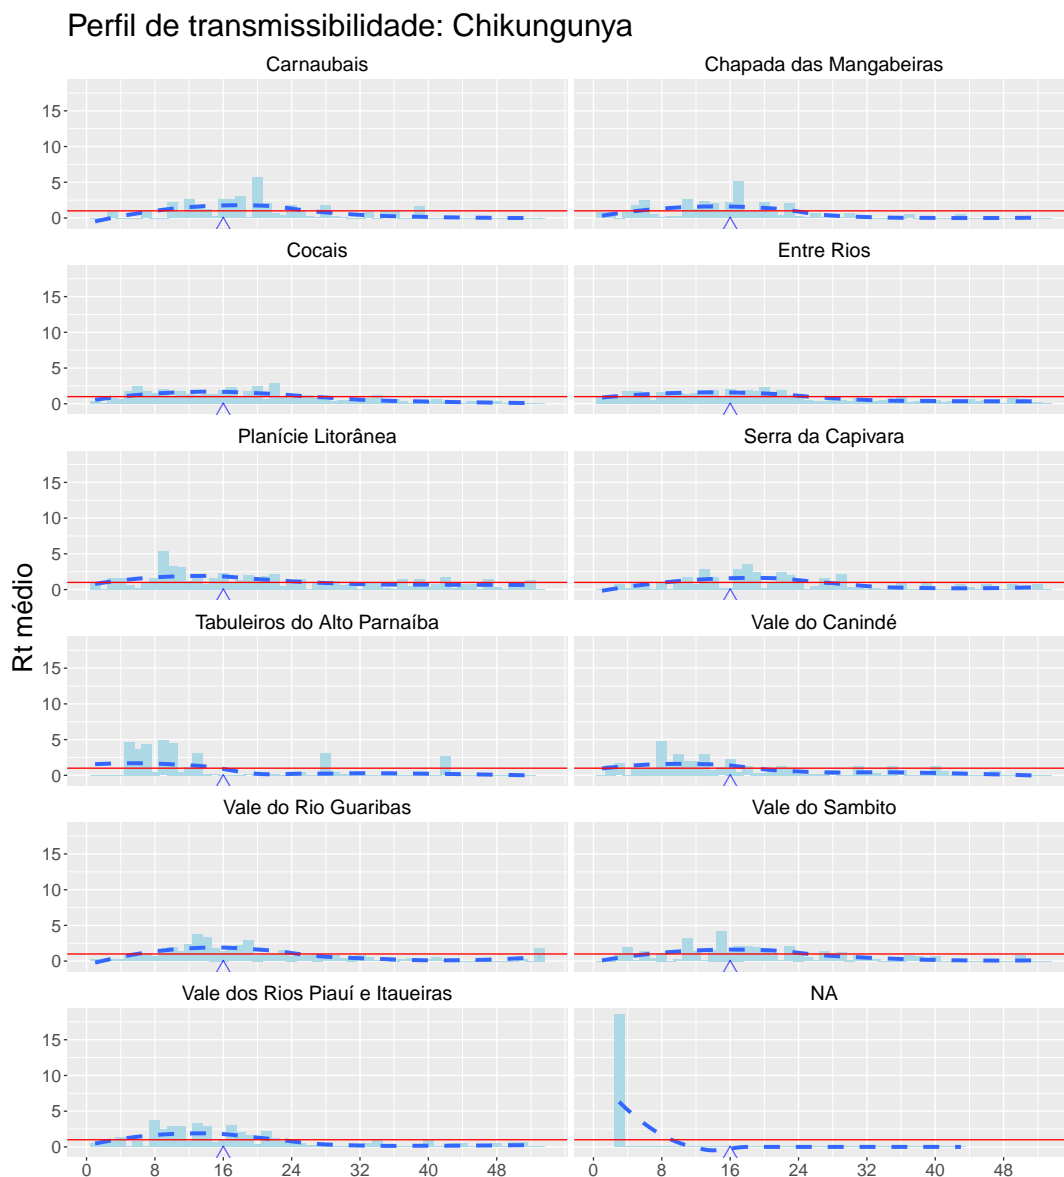 Perfil de transmissibilidade: Chikungunya
Carnaubais
Chapada das Mangabeiras
15
10
5
0
Cocais
Entre Rios
15
10
5
0
Planície Litorânea
Serra da Capivara
15
10
5
0
Rt médio
Tabuleiros do Alto Parnaíba
Vale do Canindé
15
10
5
0
Vale do Rio Guaribas
Vale do Sambito
15
10
5
0
Vale dos Rios Piauí e Itaueiras
NA
15
10
5
0
0 8 16 24 32 40 48
0 8 16 24 32 40 48